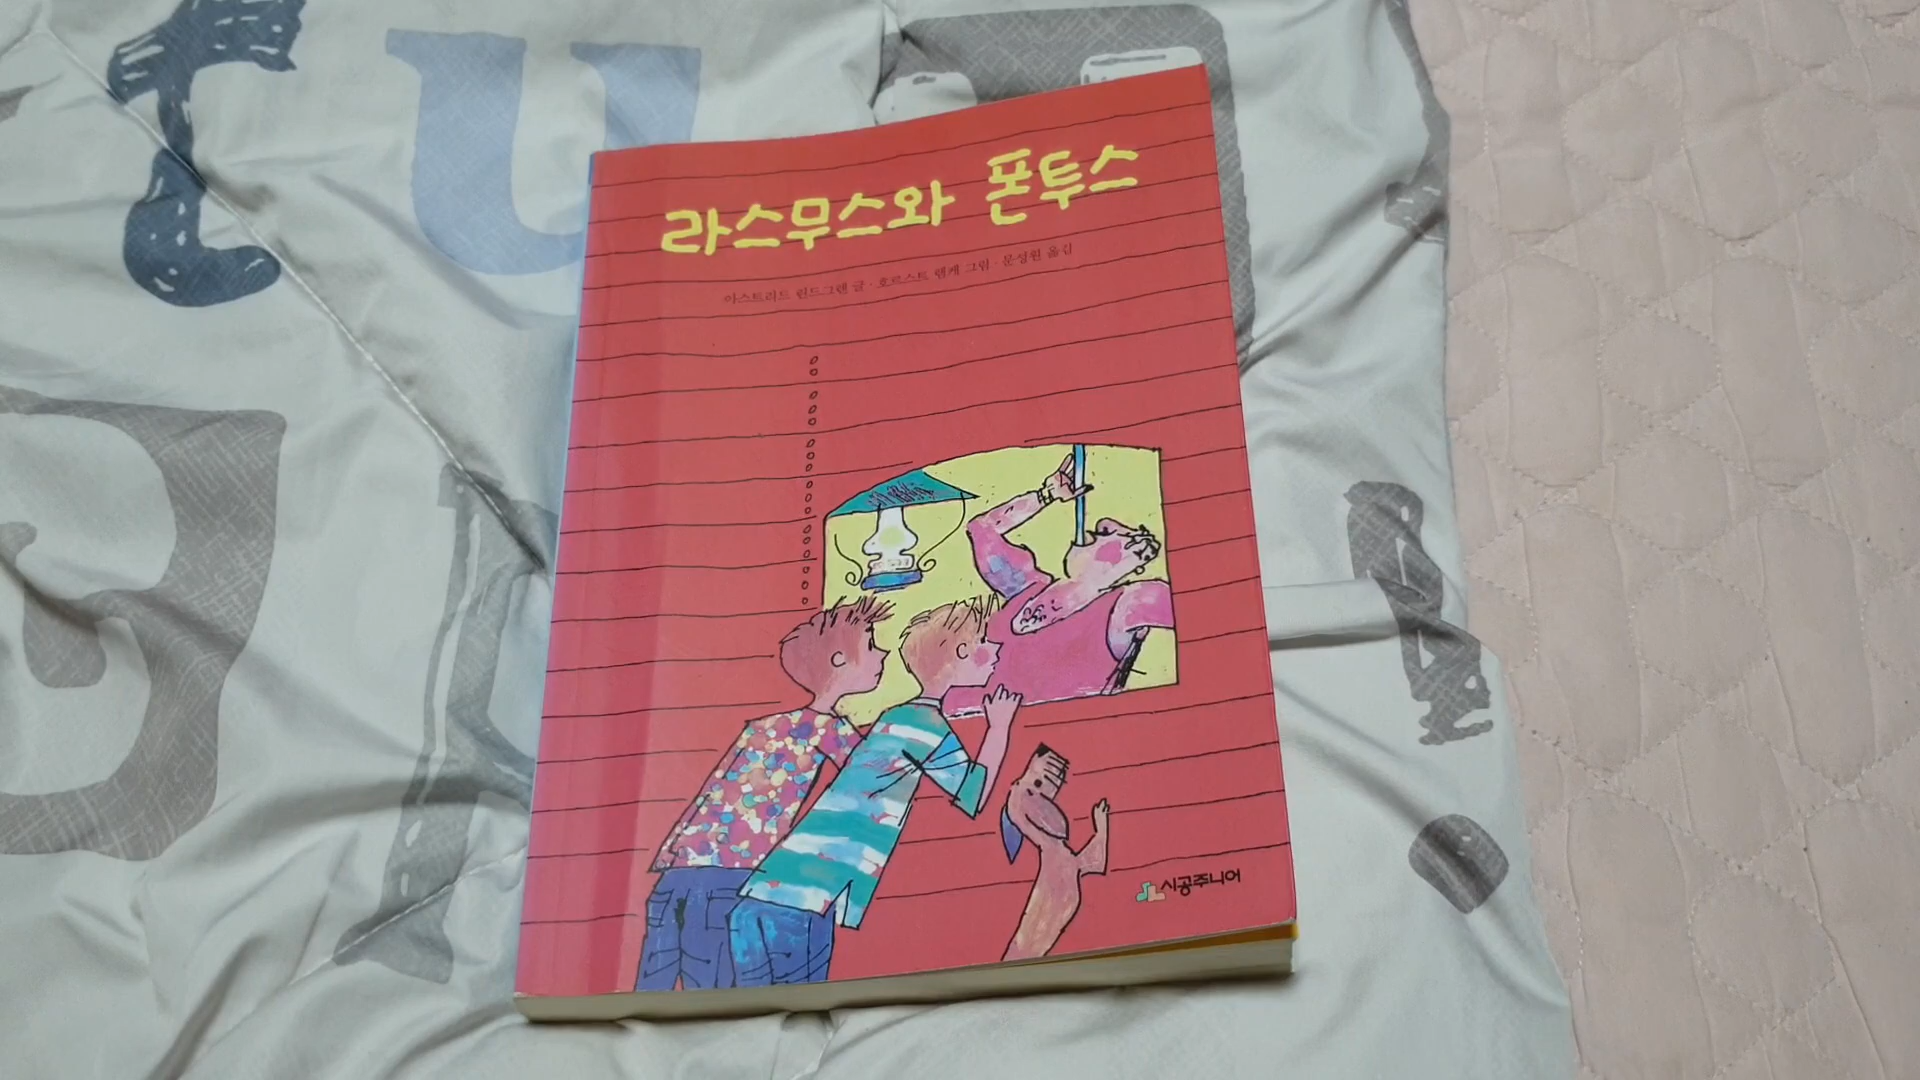 라스무스와 폰투스
아스트리드 린드그렌 글 · 호르스트 렘케 그림 · 문성원 옮김
시공주니어